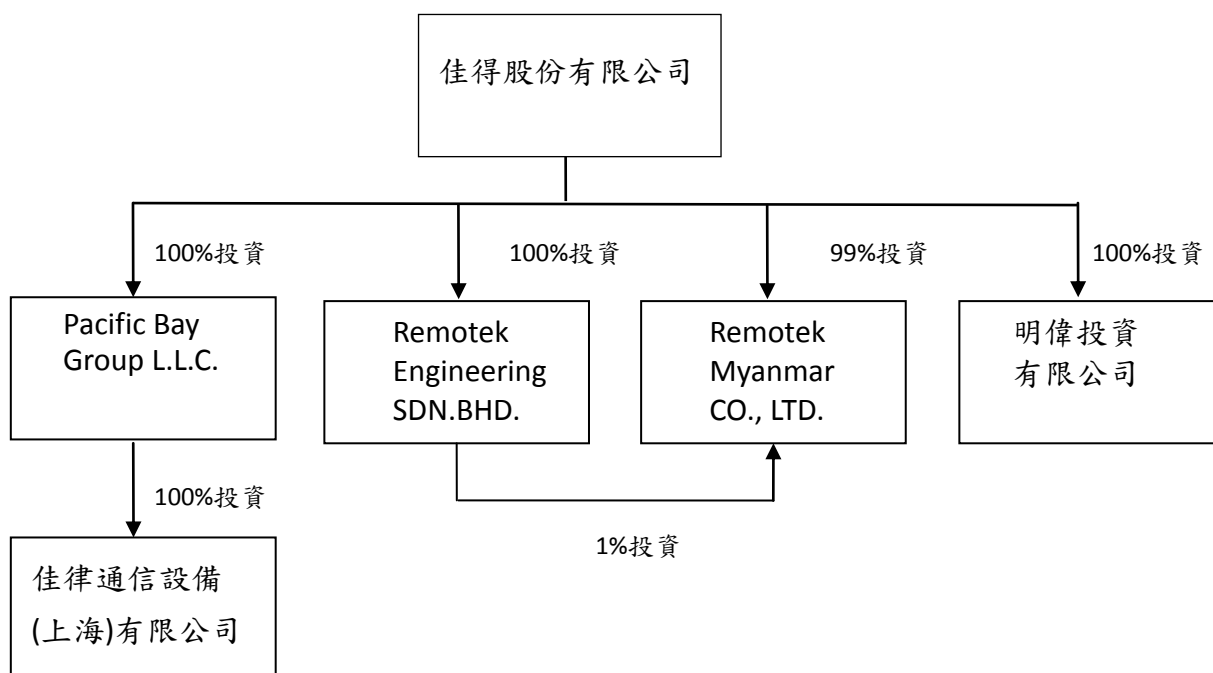 佳得股份有限公司
100%投資
100%投資
99%投資
100%投資
Pacific Bay
Group L.L.C.
Remotek
Engineering
SDN.BHD.
Remotek
Myanmar
CO., LTD.
明偉投資
有限公司
100%投資
1%投資
佳律通信設備
(上海)有限公司